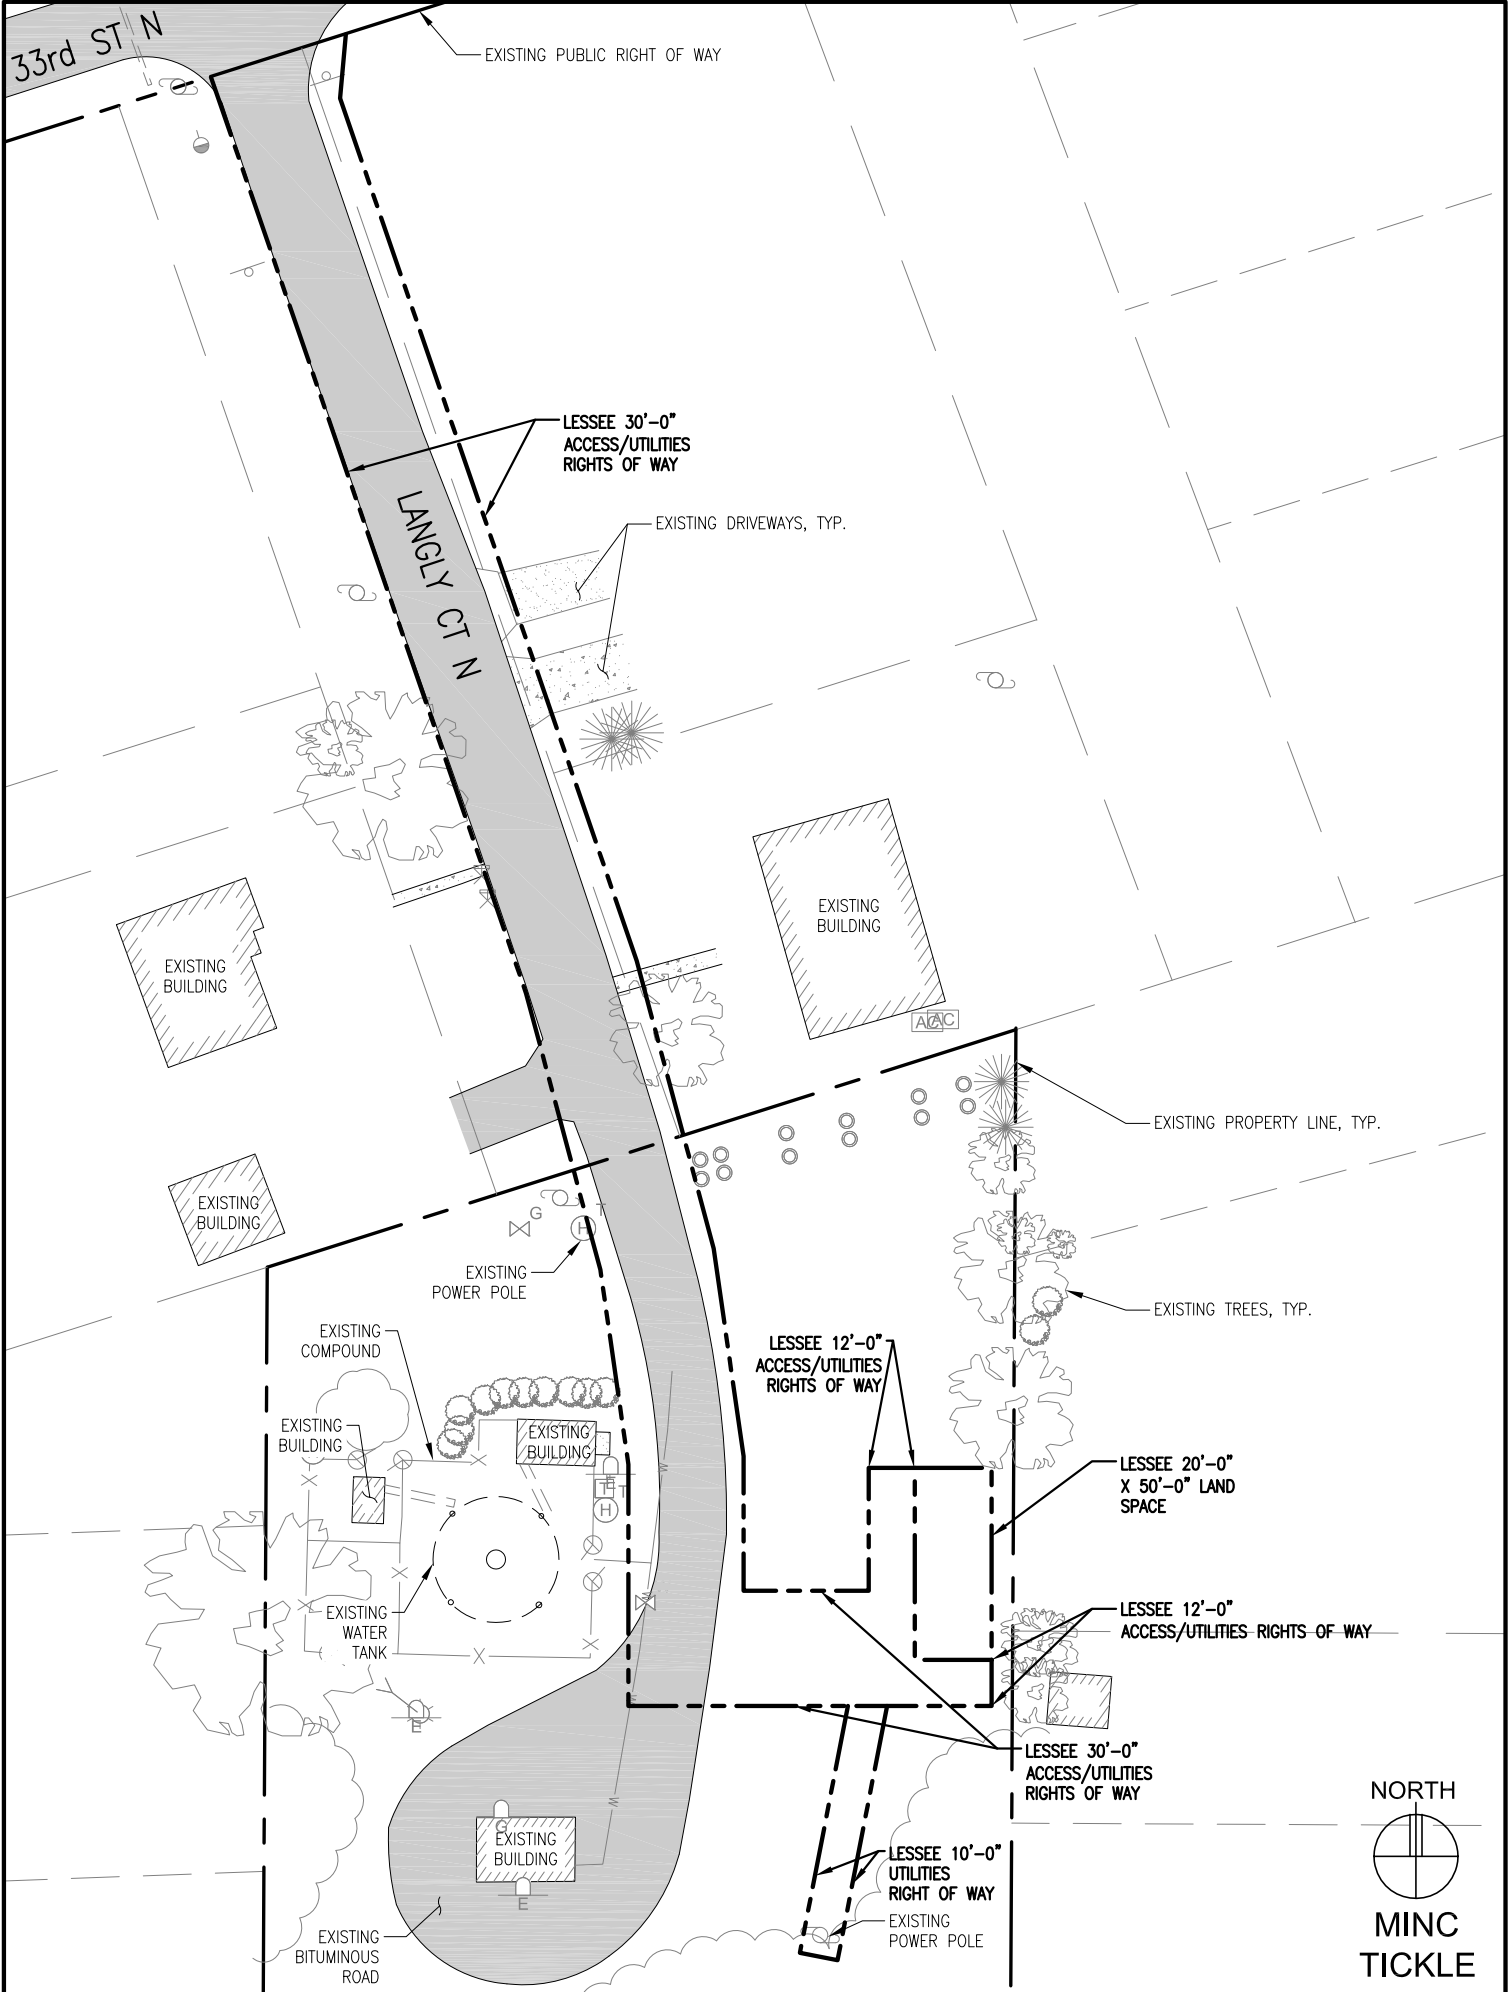 33rd ST N
EXISTING PUBLIC RIGHT OF WAY
LESSEE 30'-0"
ACCESS/UTILITIES
RIGHTS OF WAY
LANGLY CT N
EXISTING DRIVEWAYS, TYP.
EXISTING
BUILDING
EXISTING
BUILDING
AC
AC
EXISTING PROPERTY LINE, TYP.
EXISTING
BUILDING
G
T
H
EXISTING
POWER POLE
EXISTING TREES, TYP.
EXISTING
COMPOUND
LESSEE 12'-0"
ACCESS/UTILITIES
RIGHTS OF WAY
EXISTING
BUILDING
EXISTING
BUILDING
W
E
T
T
H
LESSEE 20'-0"
X 50'-0" LAND
SPACE
W
EXISTING
WATER
TANK
LESSEE 12'-0"
ACCESS/UTILITIES RIGHTS OF WAY
W
E
LESSEE 30'-0"
ACCESS/UTILITIES
RIGHTS OF WAY
W
G
EXISTING
BUILDING
E
LESSEE 10'-0"
UTILITIES
RIGHT OF WAY
EXISTING
POWER POLE
EXISTING
BITUMINOUS
ROAD
NORTH
MINC
TICKLE